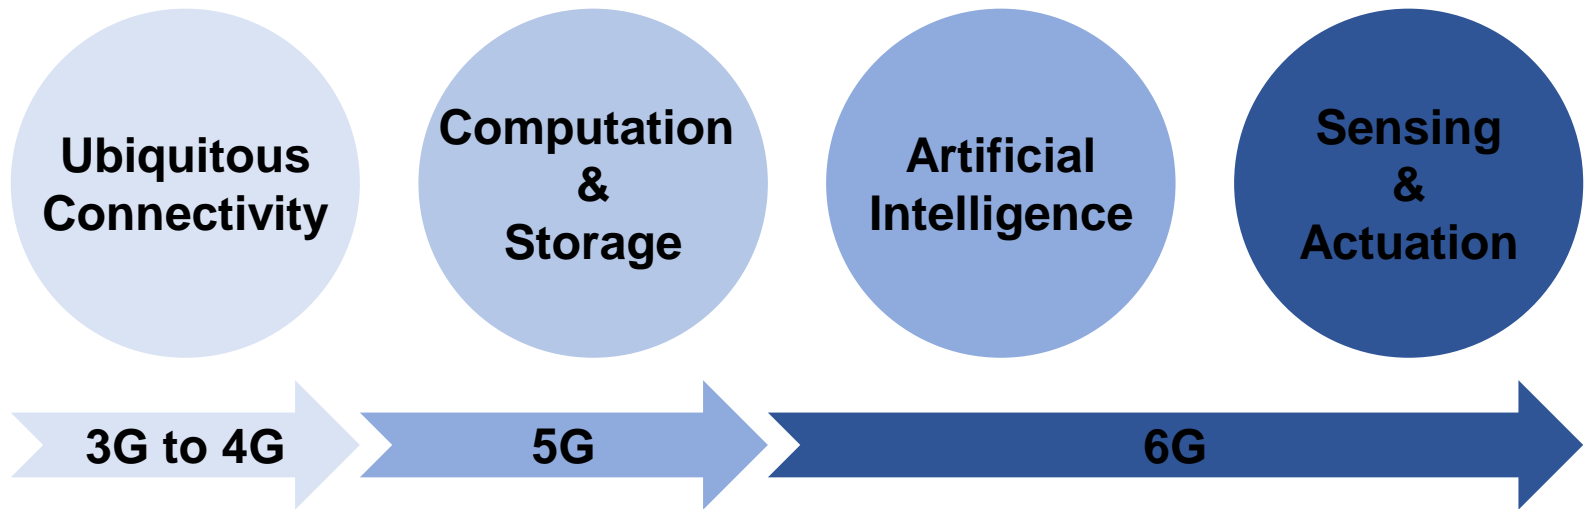 Ubiquitous
Connectivity
Computation
&
Storage
Artificial
Intelligence
Sensing
&
Actuation
3G to 4G
5G
6G